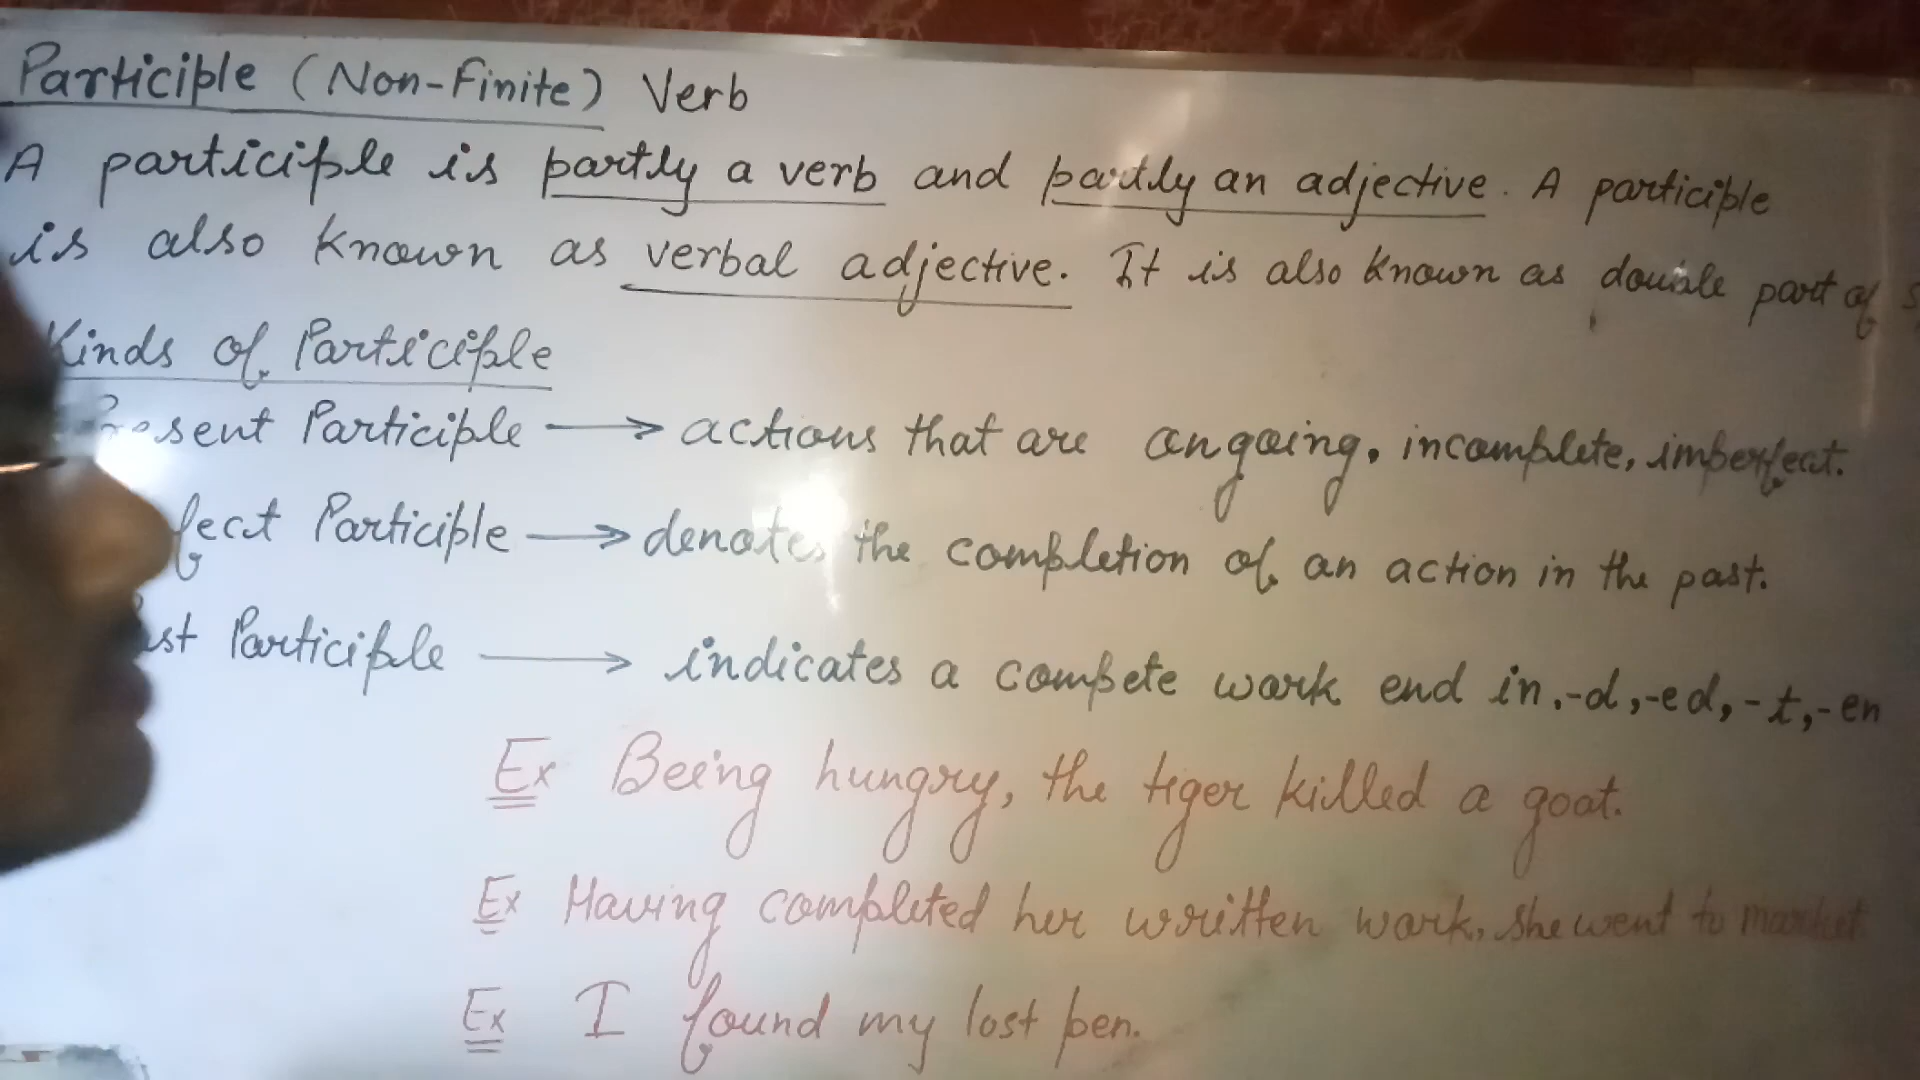 Participle (Non-Finite) Verb
A participle is partly a verb and partly an adjective. A participle
is also known as verbal adjective. It is also known as double part of
Kinds of Participle
Present Participle → actions that are ongoing, incomplete, imperfect.
fect Participle → denotes the completion of an action in the past.
st Participle → indicates a compete work end in, -d, -ed, -t, -en
Ex Being hungry, the tiger killed a goat.
Ex Having completed her written work, she went to market
Ex I found my lost pen.